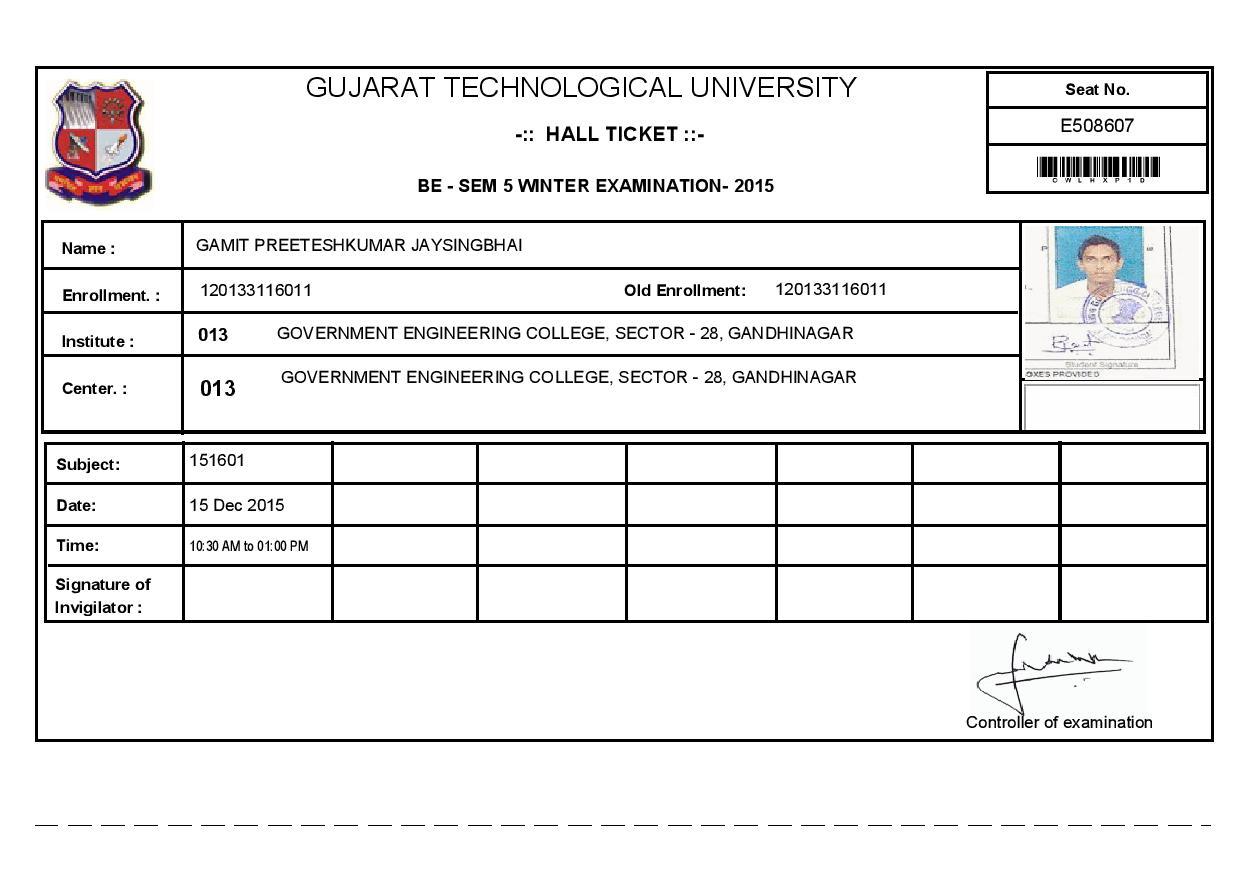 GUJARAT TECHNOLOGICAL UNIVERSITY
-:: HALL TICKET ::-
BE - SEM 5 WINTER EXAMINATION- 2015
Seat No.
E508607
C W L H X P 1 D
Name : GAMIT PREETESHKUMAR JAYSINGBHAI
Enrollment. : 120133116011 Old Enrollment: 120133116011
Institute : 013 GOVERNMENT ENGINEERING COLLEGE, SECTOR - 28, GANDHINAGAR
Center. : 013 GOVERNMENT ENGINEERING COLLEGE, SECTOR - 28, GANDHINAGAR
Student Signature
OXES PROVIDED
Subject: 151601
Date: 15 Dec 2015
Time: 10:30 AM to 01:00 PM
Signature of
Invigilator :
Controller of examination